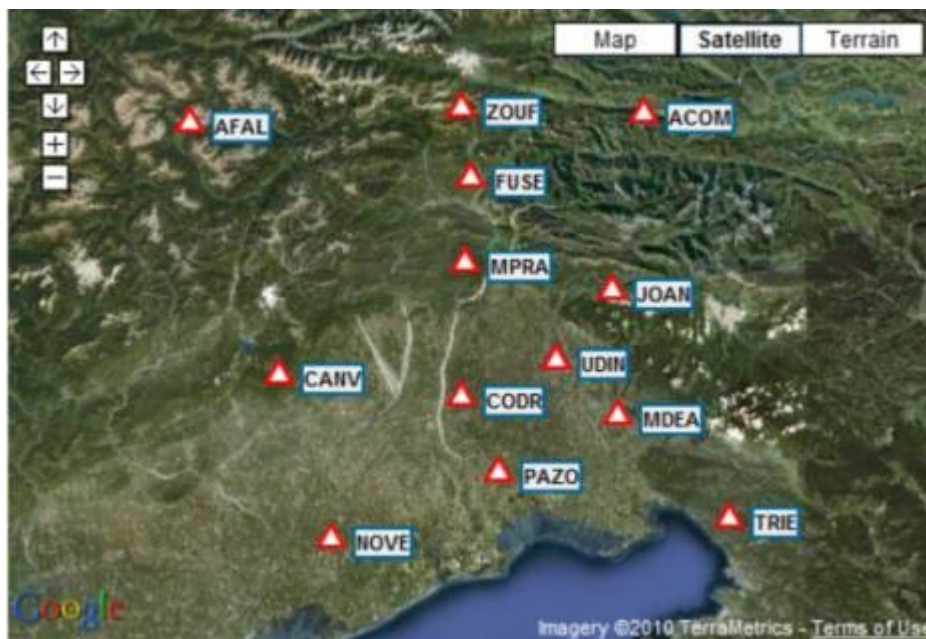 Map Satellite Terrain
AFAL
ZOUF
ACOM
FUSE
MPRA
JOAN
UDIN
CANV
CODR
MDEA
PAZO
TRIE
NOVE
Google
Imagery ©2010 TerraMetrics - Terms of Use